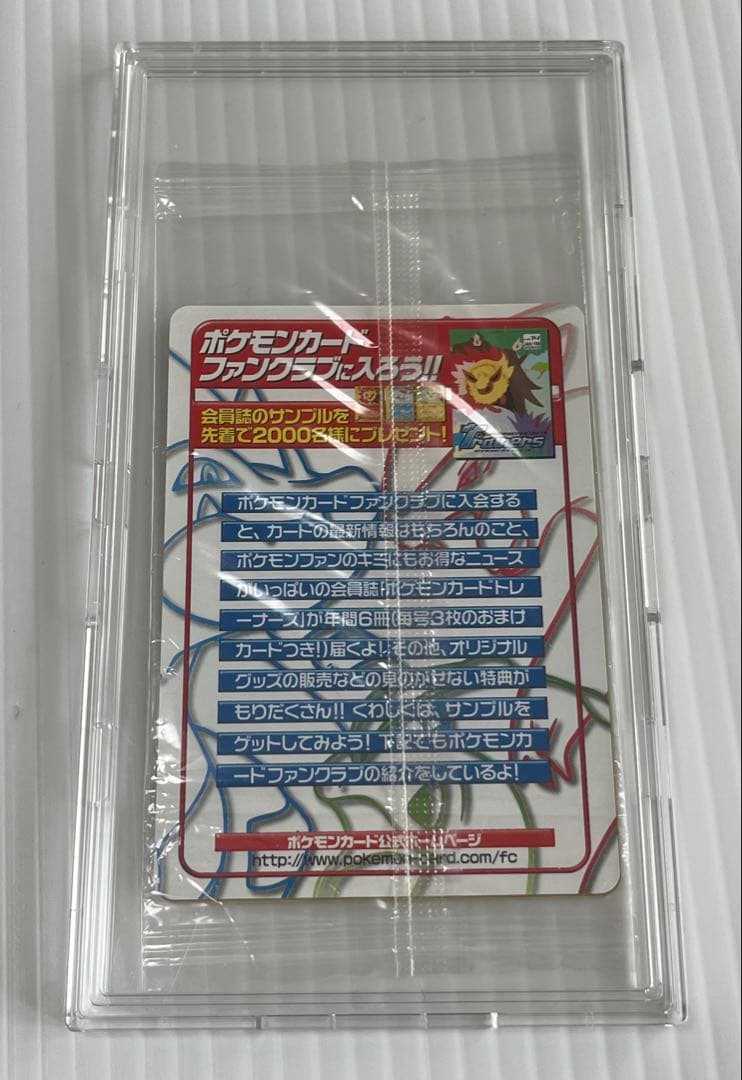 ポケモンカード
ファンクラブに入ろう!!
会員誌のサンプルを
先着で2000名様にプレゼント!
Trainers
ポケモンカードファンクラブに入会する
と、カードの最新情報はもちろんのこと、
ポケモンファンのキミにもお得なニュース
がいっぱいの会員誌「ポケモンカードトレ
ーナーズ」が年間6冊(毎号3枚のおまけ
カードつき!)届くよ!その他、オリジナル
グッズの販売などの見のがせない特典が
もりだくさん!! くわしくは、サンプルを
ゲットしてみよう! 下記でもポケモンカ
ードファンクラブの紹介をしているよ!
ポケモンカード公式ホームページ
http://www.pokemon-card.com/fc